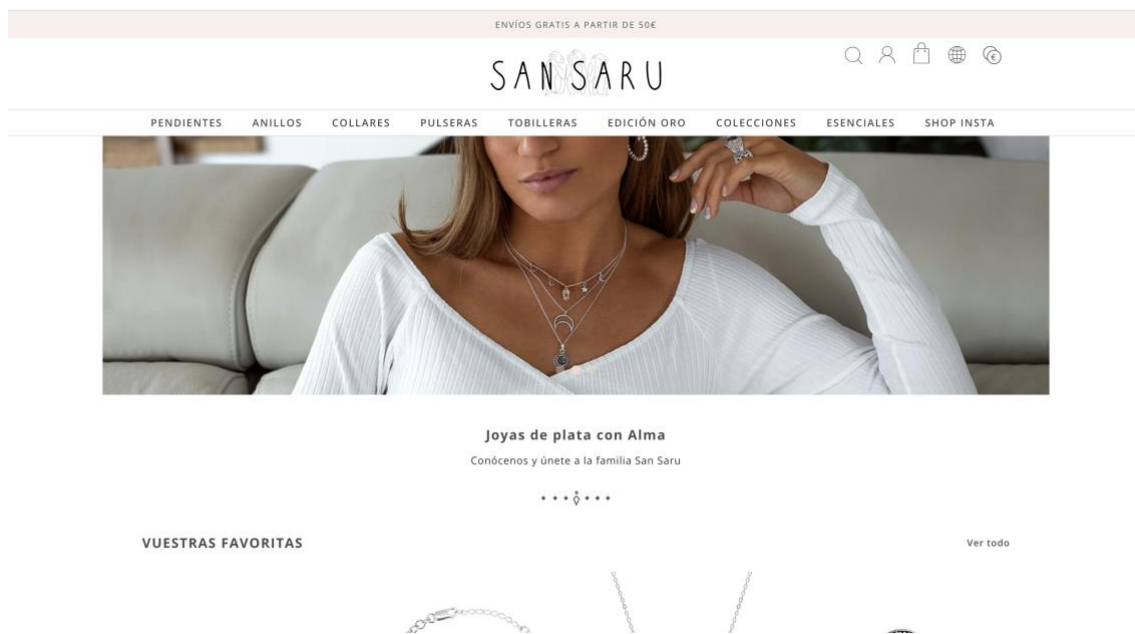 ENVÍOS GRATIS A PARTIR DE 50€
SAN SARU
PENDIENTES ANILLOS COLLARES PULSERAS TOBILLERAS EDICIÓN ORO COLECCIONES ESENCIALES SHOP INSTA
Joyas de plata con Alma
Conócenos y únete a la familia San Saru
VUESTRAS FAVORITAS Ver todo